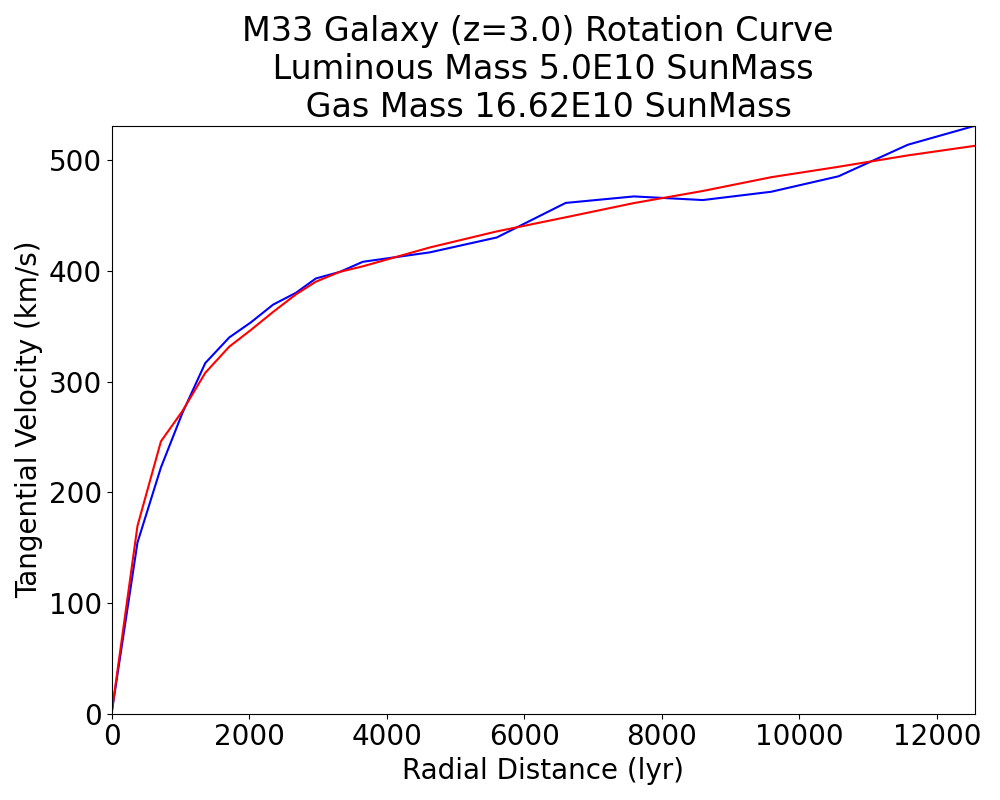 M33 Galaxy (z=3.0) Rotation Curve
Luminous Mass 5.0E10 SunMass
Gas Mass 16.62E10 SunMass
500
400
300
200
100
0
Tangential Velocity (km/s)
0 2000 4000 6000 8000 10000 12000
Radial Distance (lyr)